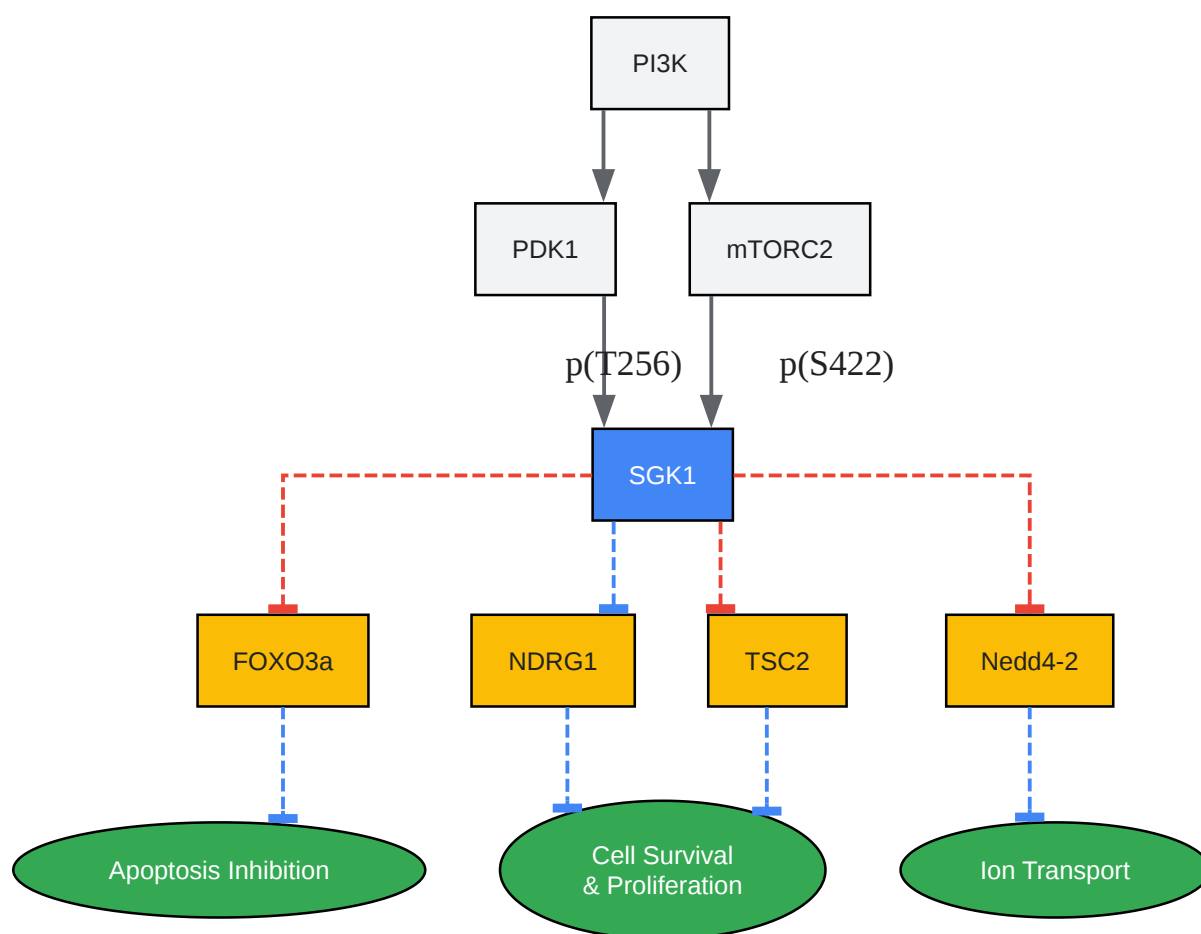 PI3K
PDK1
mTORC2
p(T256)
p(S422)
SGK1
FOXO3a
NDRG1
TSC2
Nedd4-2
Apoptosis Inhibition
Cell Survival
& Proliferation
Ion Transport